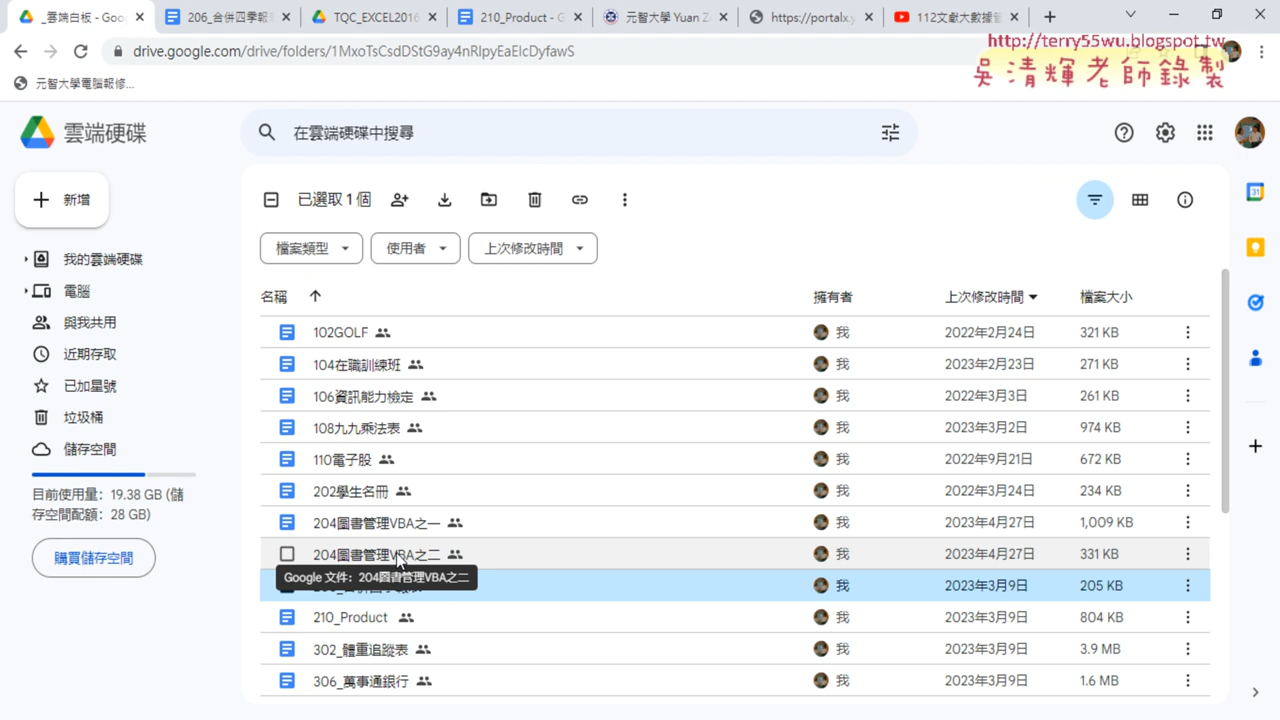 _雲端白板 - Goo
206_合併四季報
TQC_EXCEL2016
210_Product - G
元智大學 Yuan Z
https://portalx.y
112文獻大數據
drive.google.com/drive/folders/1MxoTsCsdDStG9ay4nRIpyEaElcDyfawS
http://terry55wu.blogspot.tw
吳清輝老師錄製
元智大學電腦報修...
雲端硬碟
在雲端硬碟中搜尋
新增
已選取 1 個
檔案類型
使用者
上次修改時間
我的雲端硬碟
電腦
與我共用
近期存取
已加星號
垃圾桶
儲存空間
目前使用量：19.38 GB (儲
存空間配額：28 GB)
購買儲存空間
名稱 擁有者 上次修改時間 檔案大小
102GOLF 我 2022年2月24日 321 KB
104在職訓練班 我 2023年2月23日 271 KB
106資訊能力檢定 我 2022年3月3日 261 KB
108九九乘法表 我 2023年3月2日 974 KB
110電子股 我 2022年9月21日 672 KB
202學生名冊 我 2022年3月24日 234 KB
204圖書管理VBA之一 我 2023年4月27日 1,009 KB
204圖書管理VBA之二 我 2023年4月27日 331 KB
Google 文件：204圖書管理VBA之二
我 2023年3月9日 205 KB
210_Product 我 2023年3月9日 804 KB
302_體重追蹤表 我 2023年3月9日 3.9 MB
306_萬事通銀行 我 2023年3月9日 1.6 MB
31